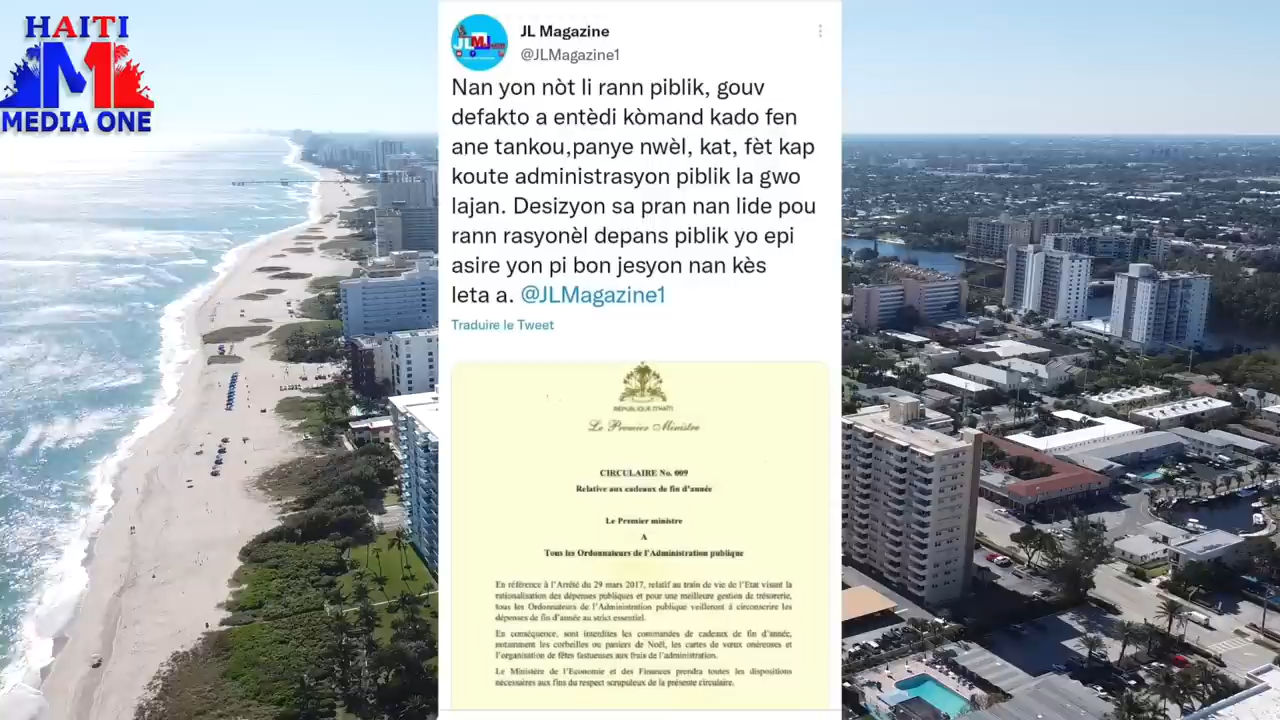 HAITI
M
MEDIA ONE
JL Magazine
@JLMagazine1
Nan yon nòt li rann piblik, gouv
defakto a entèdi kòmand kado fen
ane tankou,panye nwèl, kat, fèt kap
koute administrasyon piblik la gwo
lajan. Desizyon sa pran nan lide pou
rann rasyonèl depans piblik yo epi
asire yon pi bon jesyon nan kès
leta a. @JLMagazine1
Traduire le Tweet
RÉPUBLIQUE D'HAÏTI
Le Premier Ministre
CIRCULAIRE No. 009
Relative aux cadeaux de fin d'année
Le Premier ministre
A
Tous les Ordonnateurs de l'Administration publique
En référence à l'Arrêté du 29 mars 2017, relatif au train de vie de l'Etat visant la
rationalisation des dépenses publiques et pour une meilleure gestion de trésorerie,
tous les Ordonnateurs de l'Administration publique veilleront à circonscrire les
dépenses de fin d'année au strict essentiel.
En conséquence, sont interdites les commandes de cadeaux de fin d'année,
notamment les corbeilles ou paniers de Noël, les cartes de vœux onéreuses et
l'organisation de fêtes fastueuses aux frais de l'administration.
Le Ministère de l'Economie et des Finances prendra toutes les dispositions
nécessaires aux fins du respect scrupuleux de la présente circulaire.